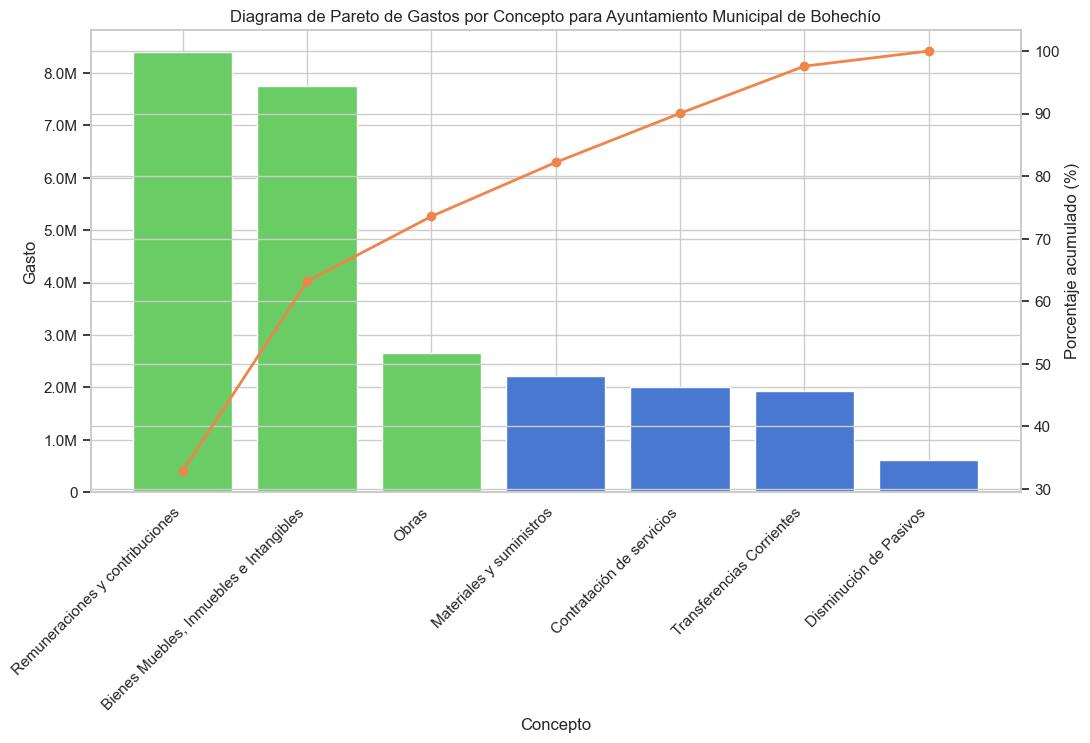 Diagrama de Pareto de Gastos por Concepto para Ayuntamiento Municipal de Bohechío
Gasto
8.0M
7.0M
6.0M
5.0M
4.0M
3.0M
2.0M
1.0M
0
100
90
80
70
60
50
40
30
Porcentaje acumulado (%)
Remuneraciones y contribuciones
Bienes Muebles, Inmuebles e Intangibles
Obras
Materiales y suministros
Contratación de servicios
Transferencias Corrientes
Disminución de Pasivos
Concepto